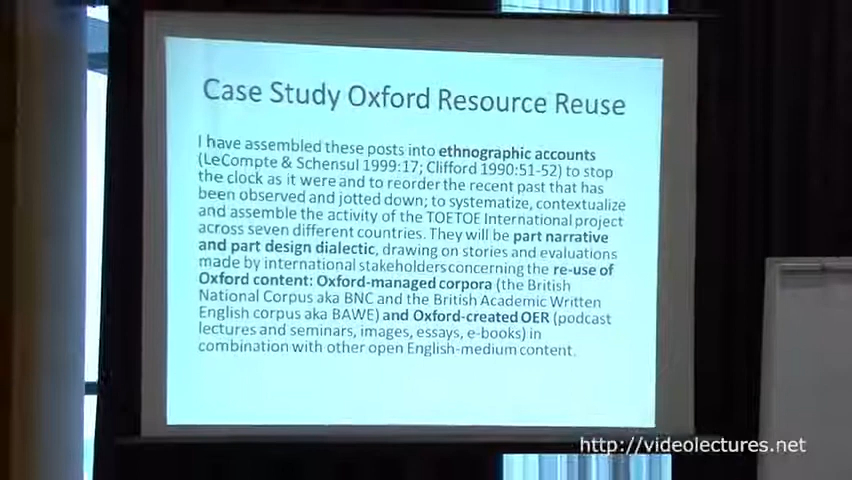 Case Study Oxford Resource Reuse
I have assembled these posts into ethnographic accounts
(LeCompte & Schensul 1999:17; Clifford 1990:51-52) to stop
the clock as it were and to reorder the recent past that has
been observed and jotted down; to systematize, contextualize
and assemble the activity of the TOETOE International project
across seven different countries. They will be part narrative
and part design dialectic, drawing on stories and evaluations
made by international stakeholders concerning the re-use of
Oxford content: Oxford-managed corpora (the British
National Corpus aka BNC and the British Academic Written
English corpus aka BAWE) and Oxford-created OER (podcast
lectures and seminars, images, essays, e-books) in
combination with other open English-medium content.
http://videolectures.net